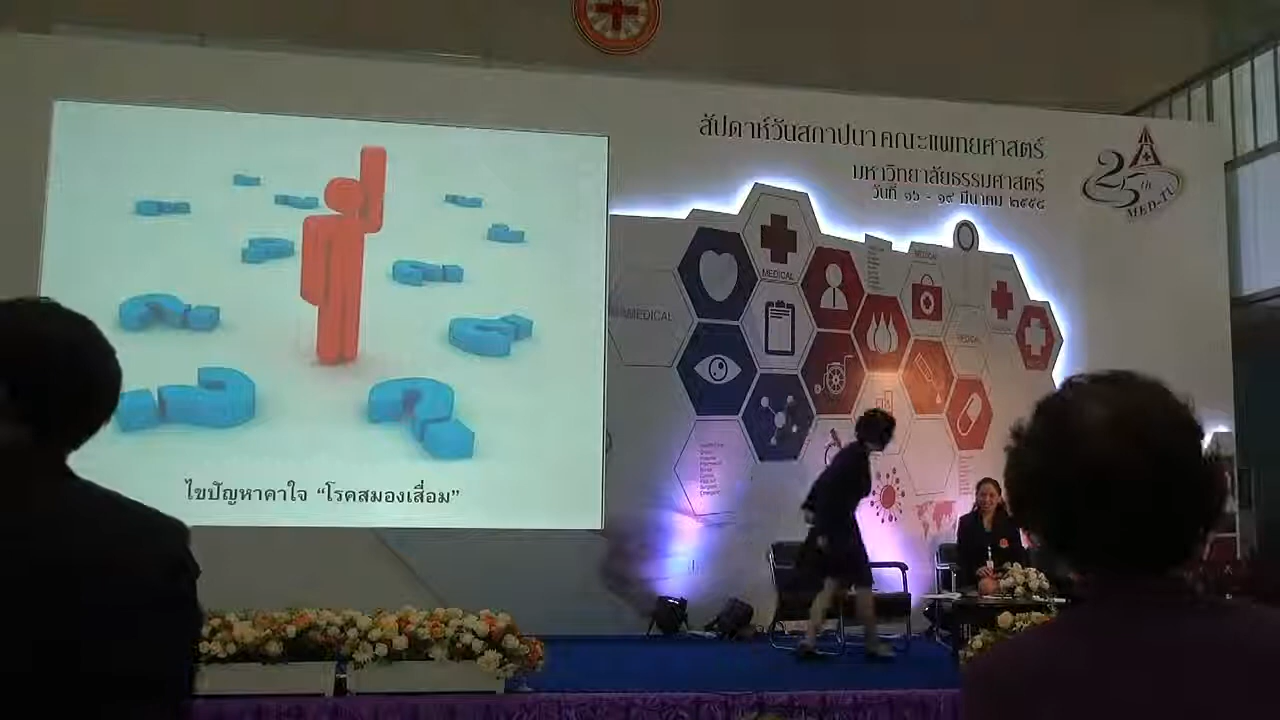 สัปดาห์วันสถาปนา คณะแพทยศาสตร์
มหาวิทยาลัยธรรมศาสตร์
วันที่ ๑๖ - ๑๙ มีนาคม ๒๕๕๘
25th
MED-TU
MEDICAL
MEDICAL
MEDICAL
MEDICAL
ไขปัญหาคาใจ “โรคสมองเสื่อม”